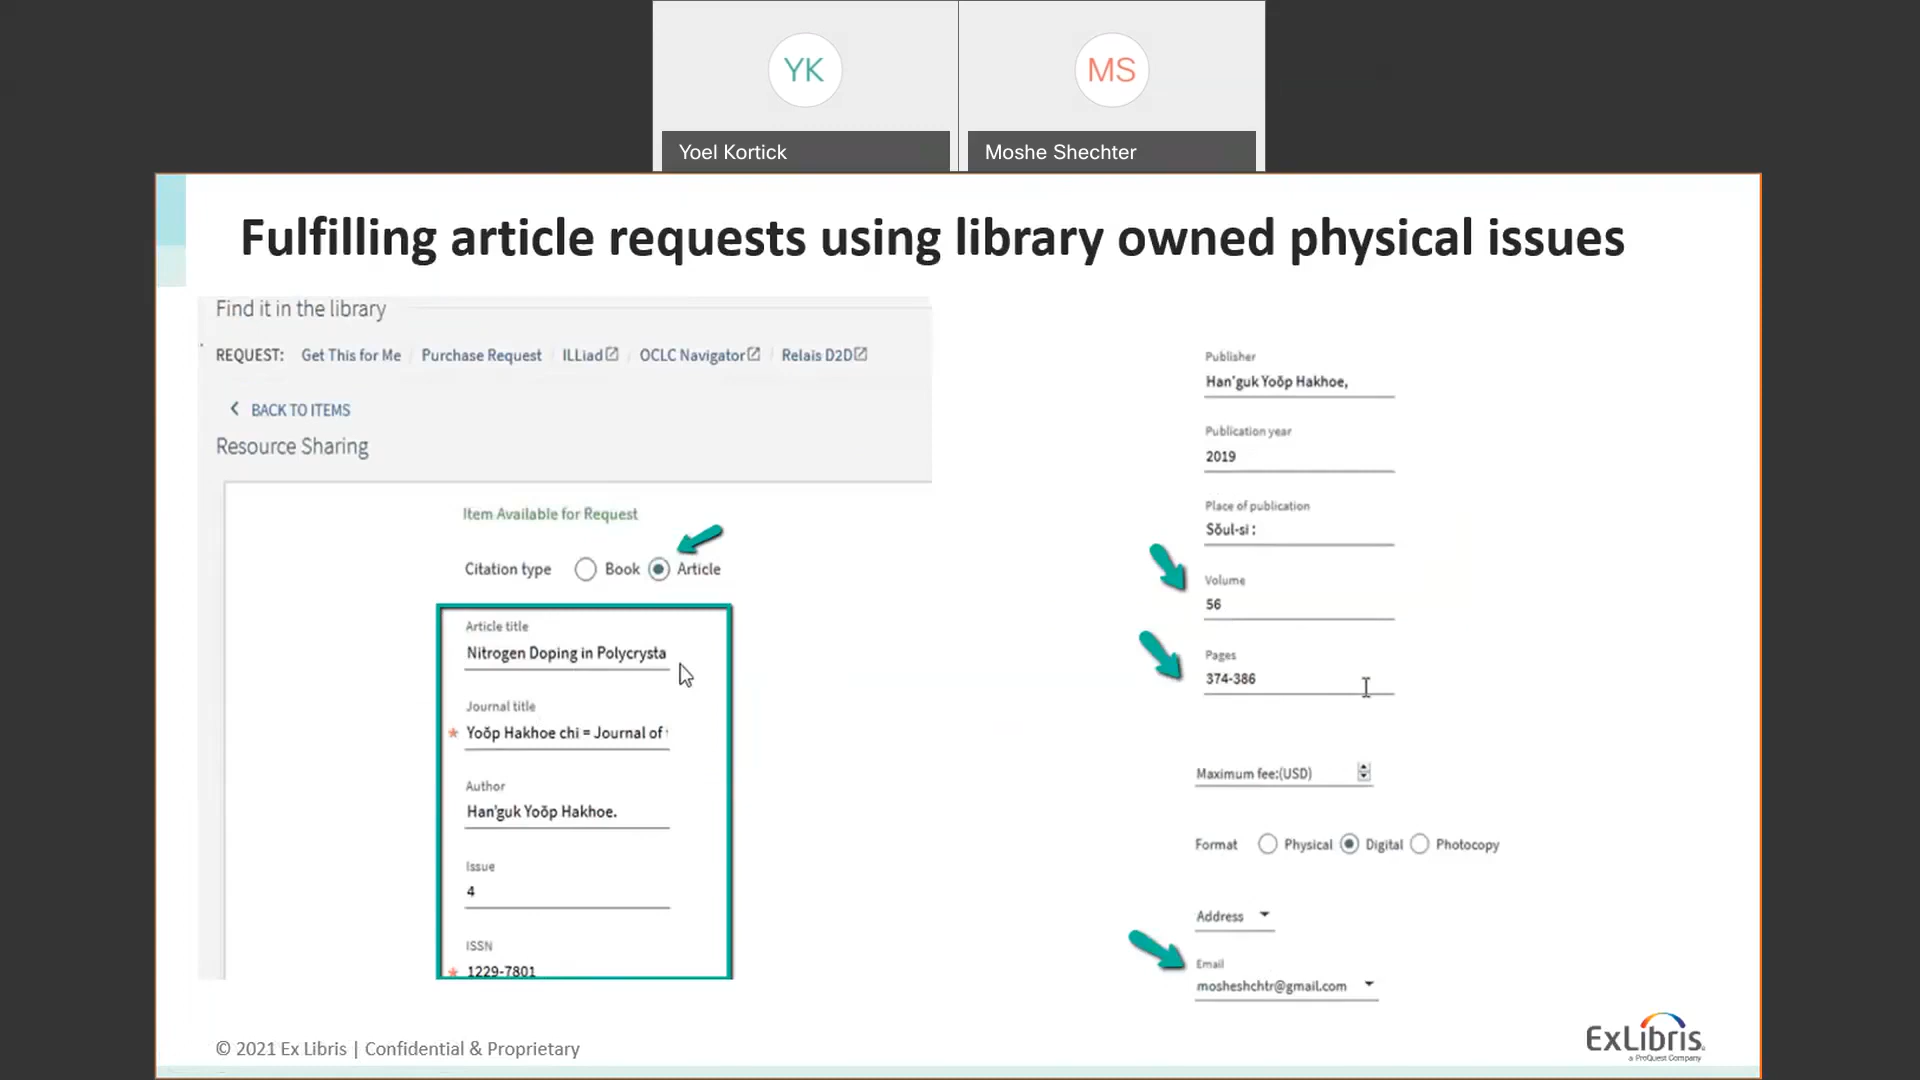 YK
MS
Yoel Kortick
Moshe Shechter
Fulfilling article requests using library owned physical issues
Find it in the library
REQUEST: Get This for Me / Purchase Request / ILLiad / OCLC Navigator / Relais D2D
BACK TO ITEMS
Resource Sharing
Item Available for Request
Citation type Book Article
Article title
Nitrogen Doping in Polycrysta
Journal title
* Yoŏp Hakhoe chi = Journal of
Author
Han'guk Yoŏp Hakhoe.
Issue
4
ISSN
* 1229-7801
Publisher
Han'guk Yoŏp Hakhoe,
Publication year
2019
Place of publication
Sŏul-si :
Volume
56
Pages
374-386
Maximum fee:(USD)
Format Physical Digital Photocopy
Address
Email
mosheshchtr@gmail.com
© 2021 Ex Libris | Confidential & Proprietary
ExLibris
a ProQuest Company